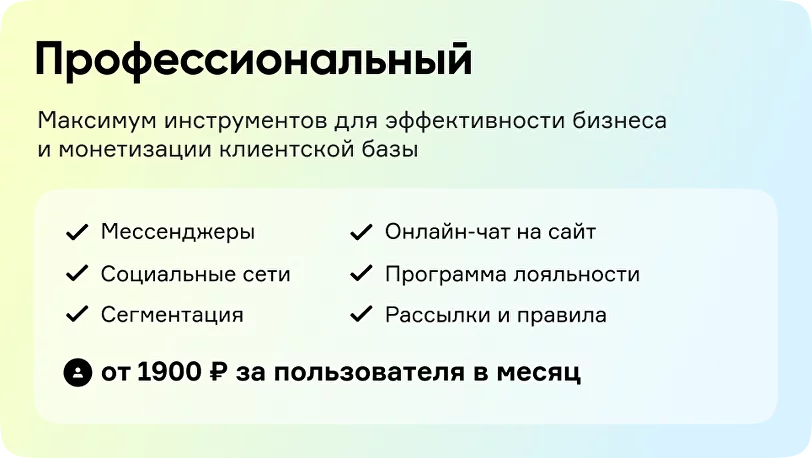 Профессиональный
Максимум инструментов для эффективности бизнеса
и монетизации клиентской базы
Мессенджеры
Онлайн-чат на сайт
Социальные сети
Программа лояльности
Сегментация
Рассылки и правила
от 1900 ₽ за пользователя в месяц